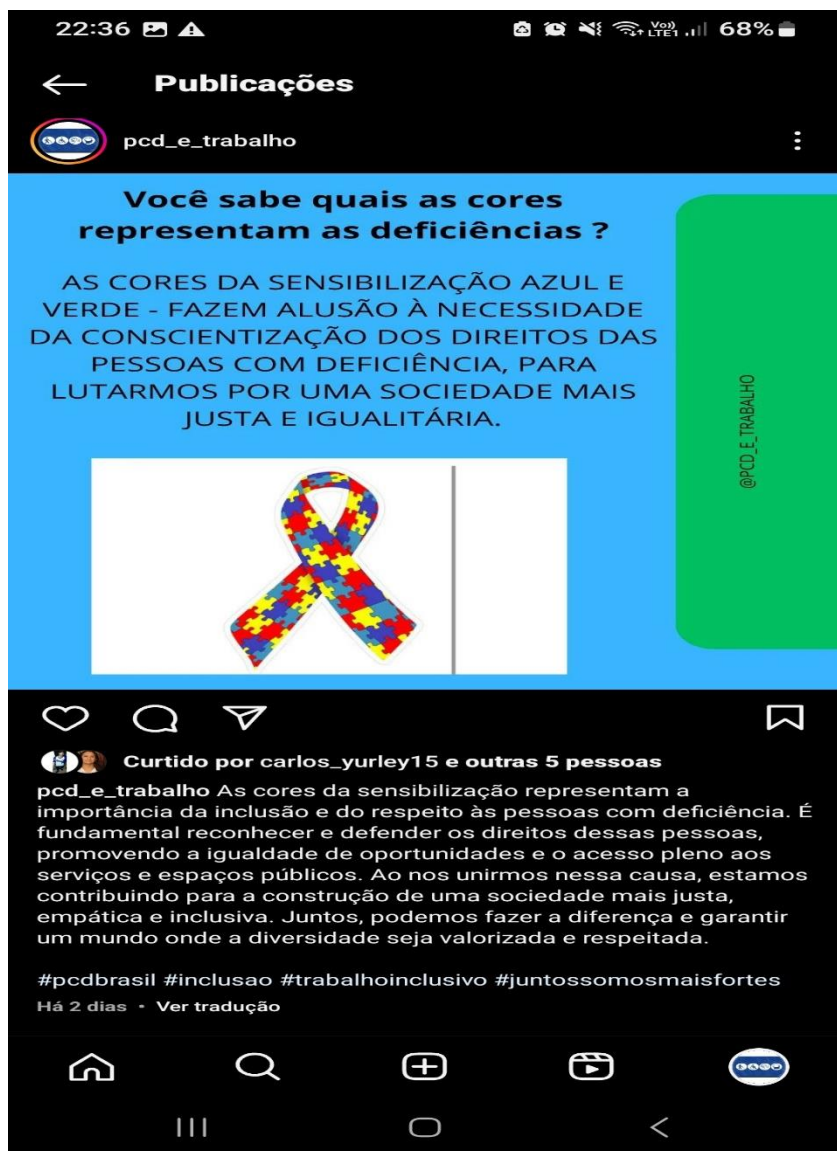 22:36
VoO) LTE1 68%
Publicações
pcd_e_trabalho
Você sabe quais as cores
representam as deficiências ?
AS CORES DA SENSIBILIZAÇÃO AZUL E
VERDE - FAZEM ALUSÃO À NECESSIDADE
DA CONSCIENTIZAÇÃO DOS DIREITOS DAS
PESSOAS COM DEFICIÊNCIA, PARA
LUTARMOS POR UMA SOCIEDADE MAIS
JUSTA E IGUALITÁRIA.
@PCD_E_TRABALHO
Curtido por carlos_yurley15 e outras 5 pessoas
pcd_e_trabalho As cores da sensibilização representam a
importância da inclusão e do respeito às pessoas com deficiência. É
fundamental reconhecer e defender os direitos dessas pessoas,
promovendo a igualdade de oportunidades e o acesso pleno aos
serviços e espaços públicos. Ao nos unirmos nessa causa, estamos
contribuindo para a construção de uma sociedade mais justa,
empática e inclusiva. Juntos, podemos fazer a diferença e garantir
um mundo onde a diversidade seja valorizada e respeitada.
#pcdbrasil #inclusao #trabalhoinclusivo #juntossomosmaisfortes
Há 2 dias • Ver tradução